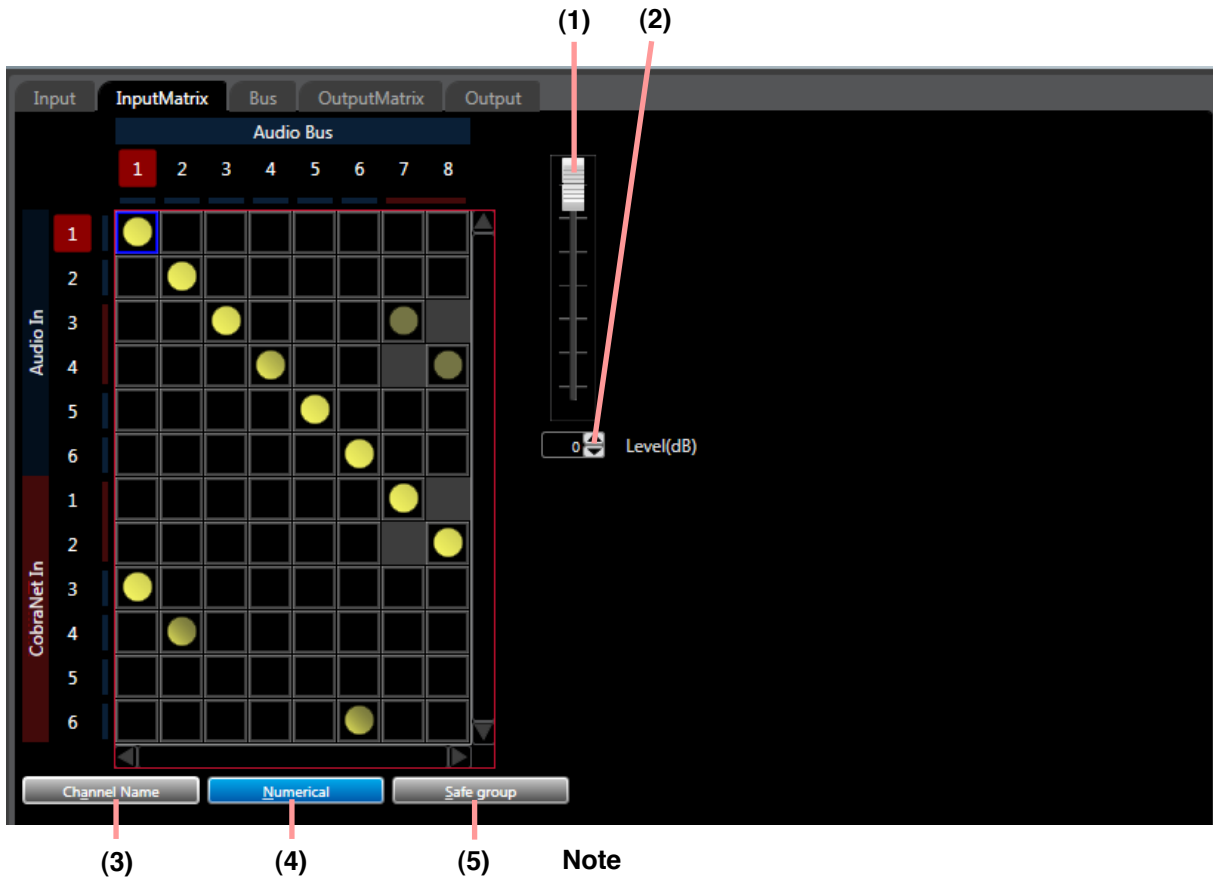 (1) (2)
Input InputMatrix Bus OutputMatrix Output
Audio Bus
1 2 3 4 5 6 7 8
Audio In
1
2
3
4
5
6
CobraNet In
1
2
3
4
5
6
0 Level(dB)
Channel Name Numerical Safe group
(3) (4) (5) Note